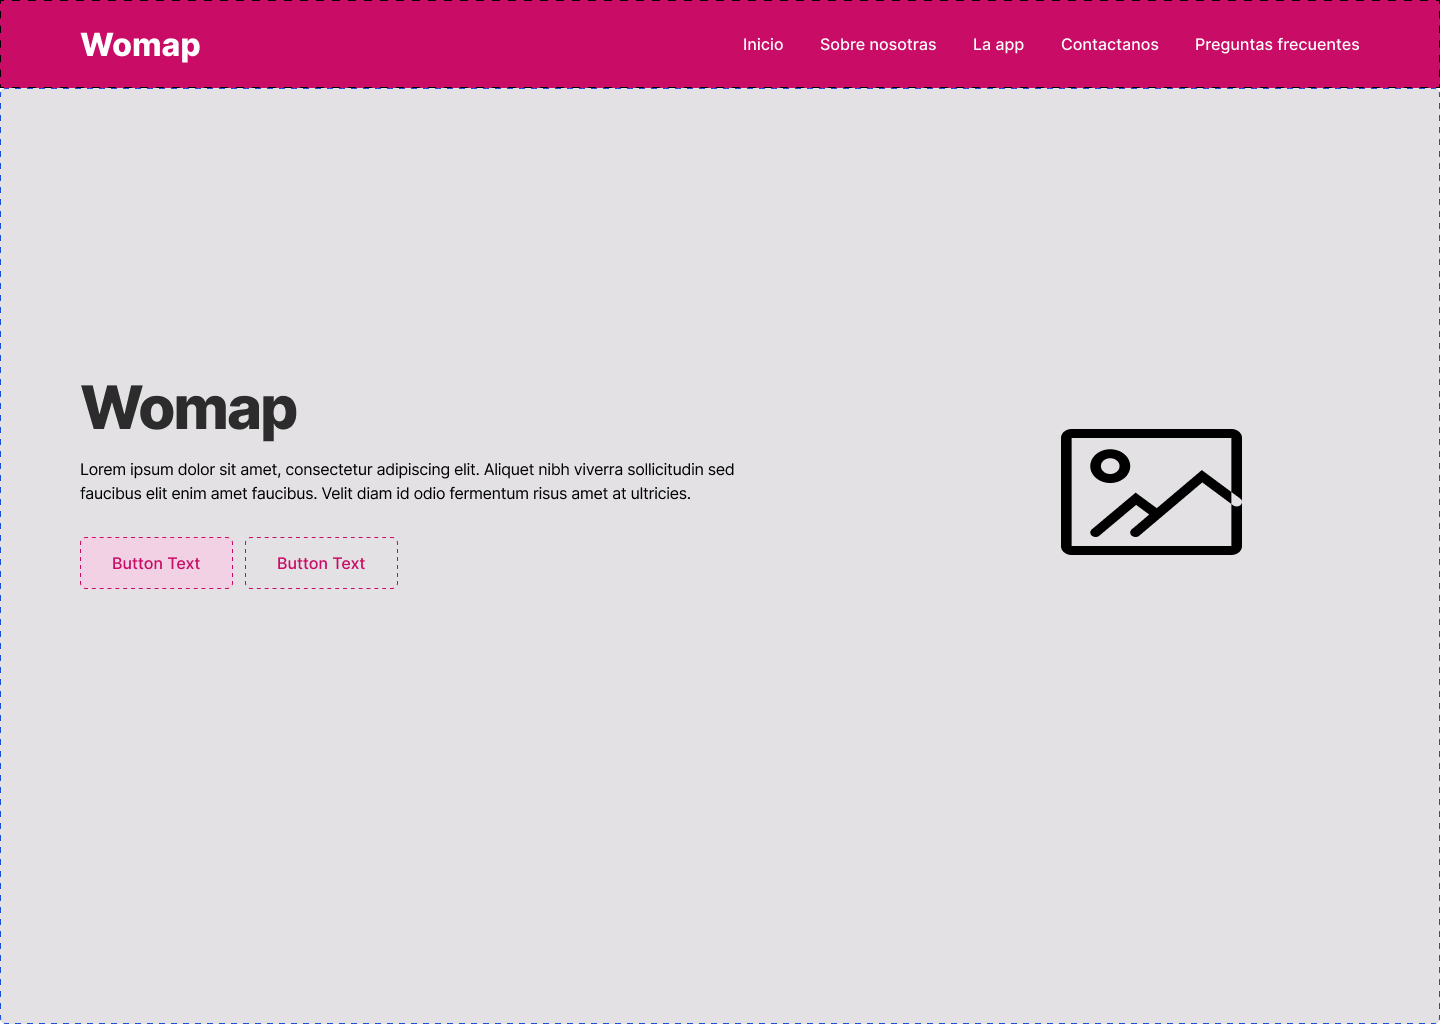 Womap
Inicio
Sobre nosotras
La app
Contactanos
Preguntas frecuentes
Womap
Lorem ipsum dolor sit amet, consectetur adipiscing elit. Aliquet nibh viverra sollicitudin sed
faucibus elit enim amet faucibus. Velit diam id odio fermentum risus amet at ultricies.
Button Text
Button Text